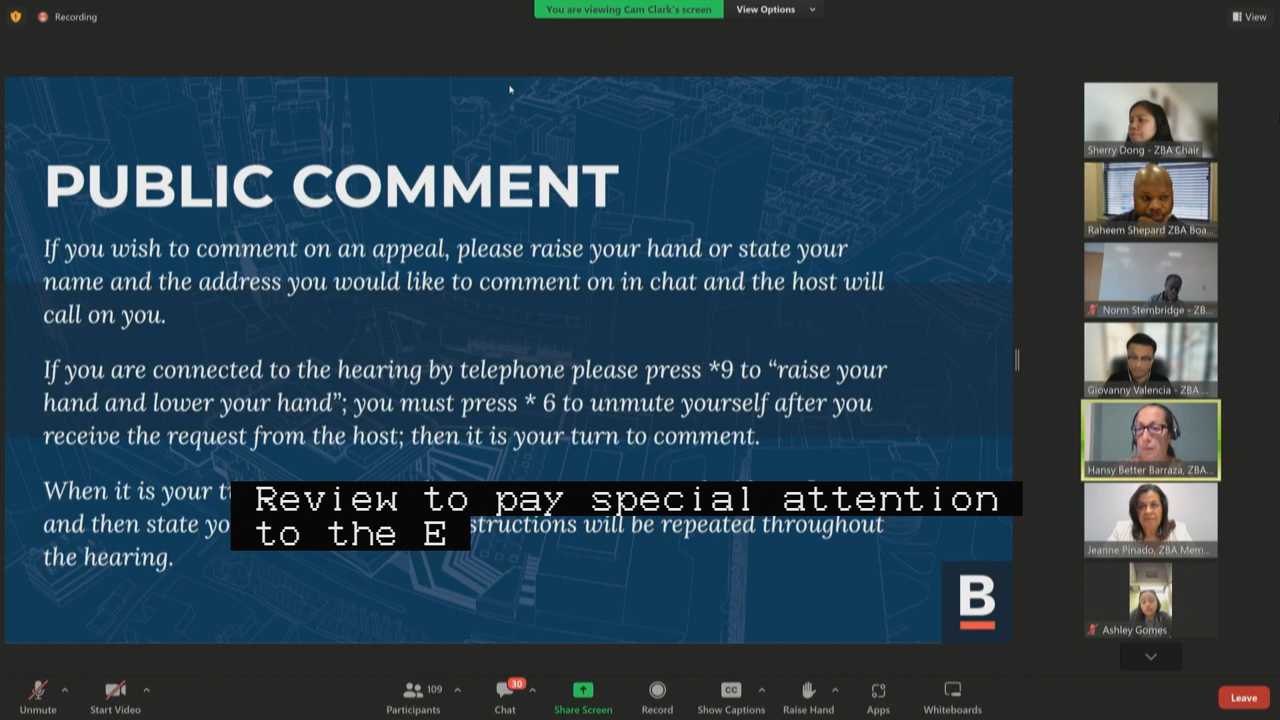 Recording
You are viewing Cam Clark's screen
View Options
View
PUBLIC COMMENT
If you wish to comment on an appeal, please raise your hand or state your
name and the address you would like to comment on in chat and the host will
call on you.
If you are connected to the hearing by telephone please press *9 to “raise your
hand and lower your hand”; you must press * 6 to unmute yourself after you
receive the request from the host; then it is your turn to comment.
When it is your
and then state
will be repeated throughout
the hearing.
Review to pay special attention
to the E
B
Sherry Dong - ZBA Chair
Raheem Shepard ZBA Boa...
Norm Stembridge - ZB...
Giovanny Valencia - ZBA...
Hansy Better Barraza, ZBA...
Jeanne Pinado, ZBA Mem...
Ashley Gomes
Unmute
Start Video
109
Participants
30
Chat
Share Screen
Record
CC
Show Captions
Raise Hand
Apps
Whiteboards
Leave